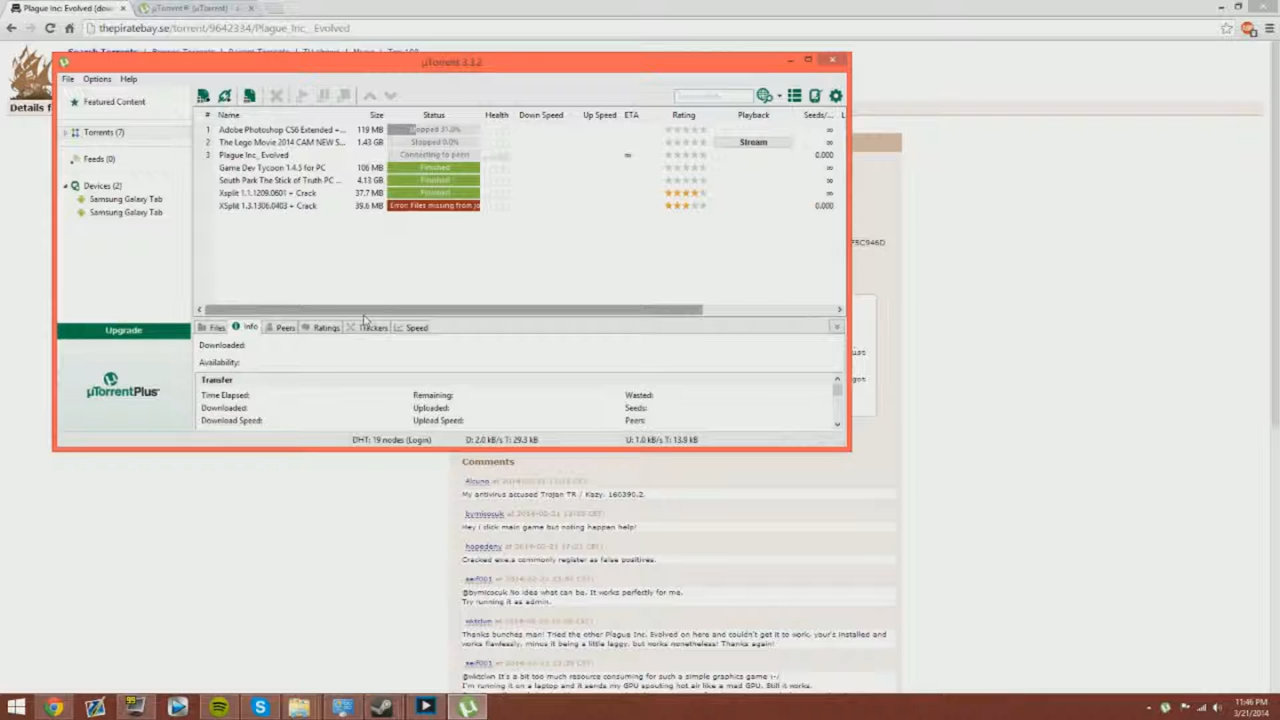 Plague Inc: Evolved (dow
µTorrent® (µTorrent) -
thepiratebay.se/torrent/9642334/Plague_Inc__Evolved
Details f
µTorrent 3.3.2
File Options Help
Featured Content
Torrents (7)
Feeds (0)
Devices (2)
Samsung Galaxy Tab
Samsung Galaxy Tab
Upgrade
µTorrentPlus
# Name Size Status Health Down Speed Up Speed ETA Rating Playback Seeds/...
1 Adobe Photoshop CS6 Extended +... 119 MB
2 The Lego Movie 2014 CAM NEW S... 1.43 GB Stopped 0.0% Stream ∞
3 Plague Inc_ Evolved Connecting to peers ∞ 0.000
Game Dev Tycoon 1.4.5 for PC 106 MB Finished ∞
South Park The Stick of Truth PC ... 4.13 GB Finished ∞
Xsplit 1.1.1209.0601 + Crack 37.7 MB Finished ∞
XSplit 1.3.1306.0403 + Crack 39.6 MB Error: Files missing from jo 0.000
Files Info Peers Ratings Trackers Speed
Downloaded:
Availability:
Transfer
Time Elapsed: Remaining: Wasted:
Downloaded: Uploaded: Seeds:
Download Speed: Upload Speed: Peers:
DHT: 19 nodes (Login) D: 2.0 kB/s T: 29.3 kB U: 1.0 kB/s T: 13.9 kB
F5C946D
Comments
My antivirus accused Trojan TR / Kazy. 160390.2.
bymicocuk
Hey i click main game but noting happen help!
hopedeny
Cracked exe.s commonly register as false positives.
@bymicocuk No idea what can be. It works perfectly for me.
Try running it as admin.
Thanks bunches man! Tried the other Plague Inc. Evolved on here and couldn't get it to work, your's installed and
works flawlessly, minus it being a little laggy, but works nonetheless! Thanks again!
It's a bit too much resource consuming for such a simple graphics game :-/
I'm running it on a laptop and it sends my GPU spouting hot air like a mad GPU. Still it works.
11:46 PM
3/21/2014